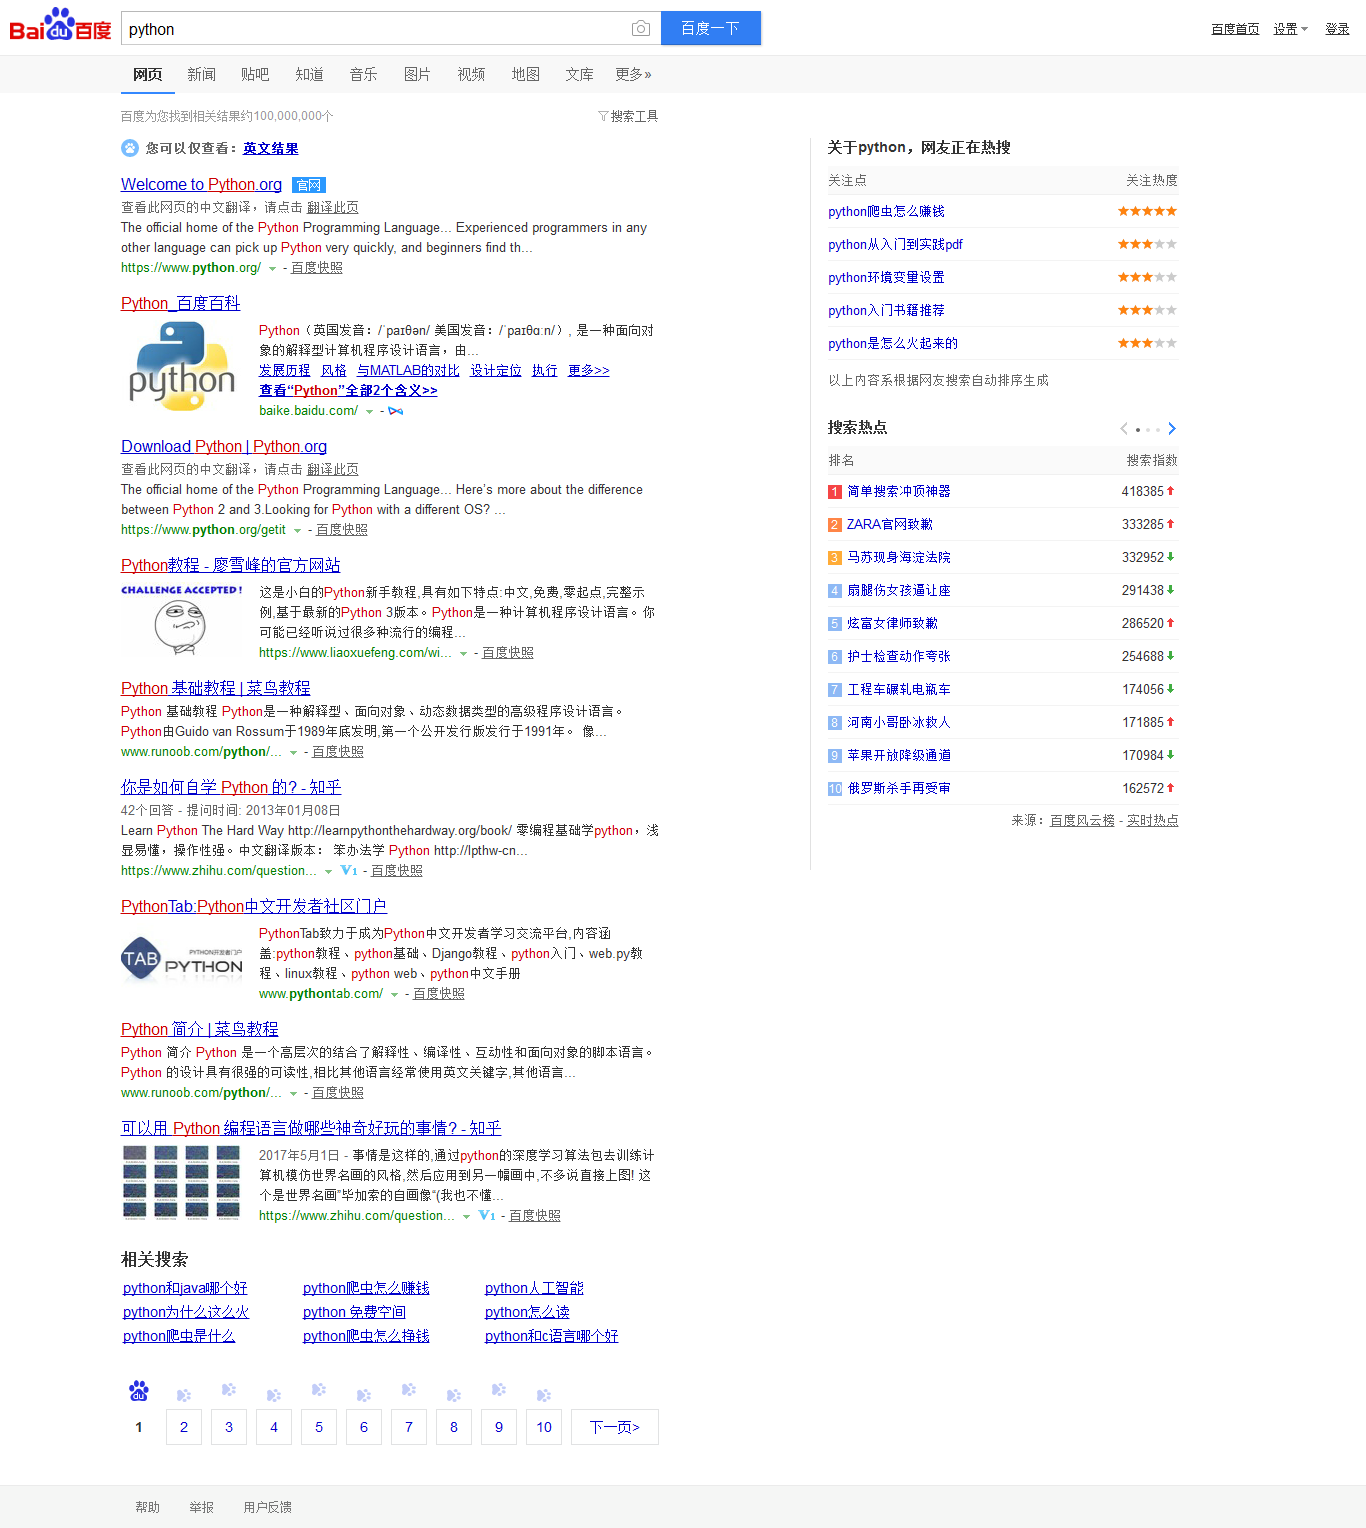 Bai du 百度
python
百度一下
百度首页 设置 登录
网页 新闻 贴吧 知道 音乐 图片 视频 地图 文库 更多»
百度为您找到相关结果约100,000,000个
搜索工具
您可以仅查看：英文结果
Welcome to Python.org 官网
查看此网页的中文翻译，请点击 翻译此页
The official home of the Python Programming Language... Experienced programmers in any
other language can pick up Python very quickly, and beginners find th...
https://www.python.org/ - 百度快照
Python_百度百科
python
Python（英国发音：/ˈpaɪθən/ 美国发音：/ˈpaɪθɑːn/）, 是一种面向对
象的解释型计算机程序设计语言，由...
发展历程 风格 与MATLAB的对比 设计定位 执行 更多>>
查看“Python”全部2个含义>>
baike.baidu.com/ -
Download Python | Python.org
查看此网页的中文翻译，请点击 翻译此页
The official home of the Python Programming Language... Here's more about the difference
between Python 2 and 3.Looking for Python with a different OS? ...
https://www.python.org/getit - 百度快照
Python教程 - 廖雪峰的官方网站
CHALLENGE ACCEPTED!
这是小白的Python新手教程,具有如下特点:中文,免费,零起点,完整示
例,基于最新的Python 3版本。Python是一种计算机程序设计语言。你
可能已经听说过很多种流行的编程...
https://www.liaoxuefeng.com/wi... - 百度快照
Python 基础教程 | 菜鸟教程
Python 基础教程 Python是一种解释型、面向对象、动态数据类型的高级程序设计语言。
Python由Guido van Rossum于1989年底发明,第一个公开发行版发行于1991年。 像...
www.runoob.com/python/... - 百度快照
你是如何自学 Python 的? - 知乎
42个回答 - 提问时间: 2013年01月08日
Learn Python The Hard Way http://learnpythonthehardway.org/book/ 零编程基础学python，浅
显易懂，操作性强。中文翻译版本： 笨办法学 Python http://lpthw-cn...
https://www.zhihu.com/question... V1 - 百度快照
PythonTab:Python中文开发者社区门户
TAB PYTHON开发者门户 PYTHON
PythonTab致力于成为Python中文开发者学习交流平台,内容涵
盖:python教程、python基础、Django教程、python入门、web.py教
程、linux教程、python web、python中文手册
www.pythontab.com/ - 百度快照
Python 简介 | 菜鸟教程
Python 简介 Python 是一个高层次的结合了解释性、编译性、互动性和面向对象的脚本语言。
Python 的设计具有很强的可读性,相比其他语言经常使用英文关键字,其他语言...
www.runoob.com/python/... - 百度快照
可以用 Python 编程语言做哪些神奇好玩的事情? - 知乎
2017年5月1日 - 事情是这样的,通过python的深度学习算法包去训练计
算机模仿世界名画的风格,然后应用到另一幅画中,不多说直接上图! 这
个是世界名画”毕加索的自画像“(我也不懂...
https://www.zhihu.com/question... V1 - 百度快照
相关搜索
python和java哪个好 python爬虫怎么赚钱 python人工智能
python为什么这么火 python 免费空间 python怎么读
python爬虫是什么 python爬虫怎么挣钱 python和c语言哪个好
du
1 2 3 4 5 6 7 8 9 10 下一页>
关于python，网友正在热搜
关注点 关注热度
python爬虫怎么赚钱
python从入门到实践pdf
python环境变量设置
python入门书籍推荐
python是怎么火起来的
以上内容系根据网友搜索自动排序生成
搜索热点
排名 搜索指数
1 简单搜索冲顶神器 418385
2 ZARA官网致歉 333285
3 马苏现身海淀法院 332952
4 扇腿伤女孩逼让座 291438
5 炫富女律师致歉 286520
6 护士检查动作夸张 254688
7 工程车碾轧电瓶车 174056
8 河南小哥卧冰救人 171885
9 苹果开放降级通道 170984
10 俄罗斯杀手再受审 162572
来源：百度风云榜 - 实时热点
帮助 举报 用户反馈